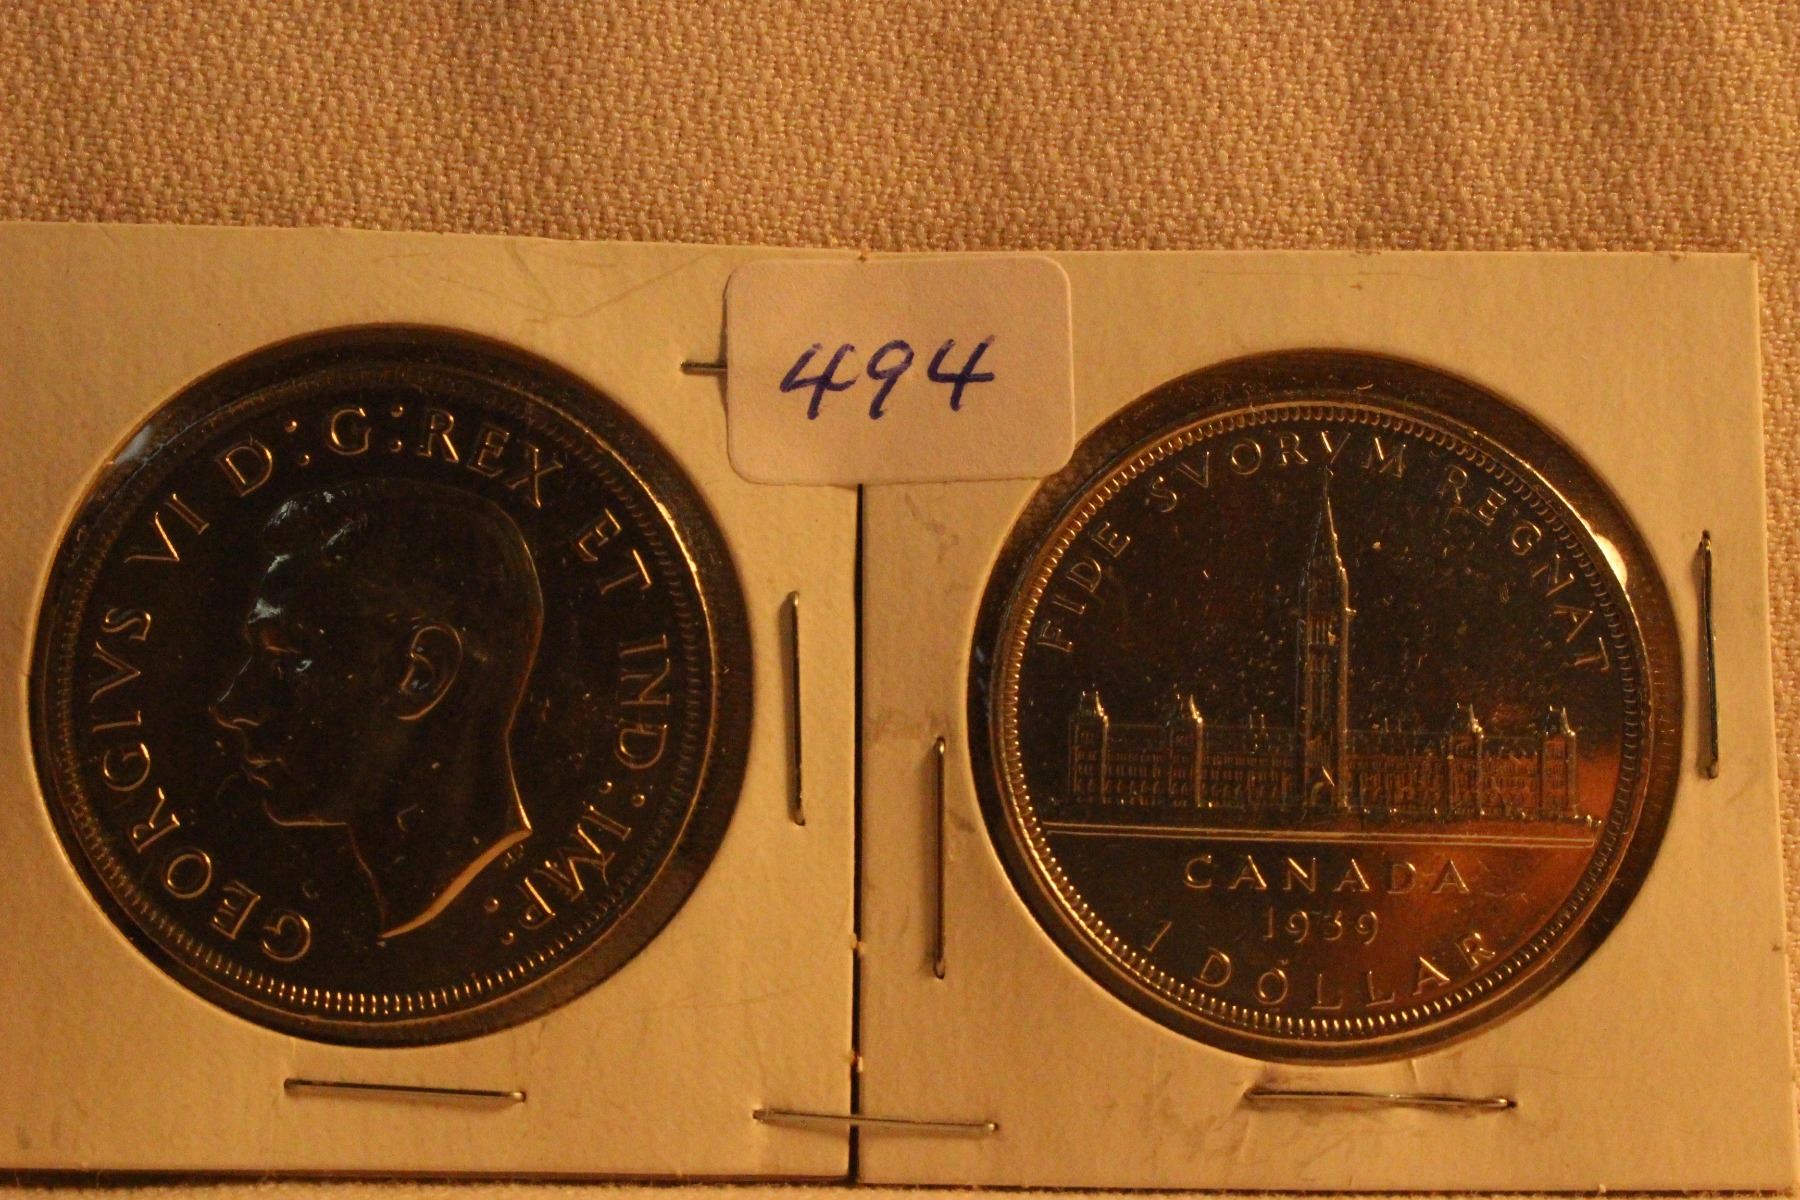 494
GEORGIVS VI D:G:REX ET IND:IMP:
FIDE SVORVM REGNAT
CANADA
1939
1 DOLLAR